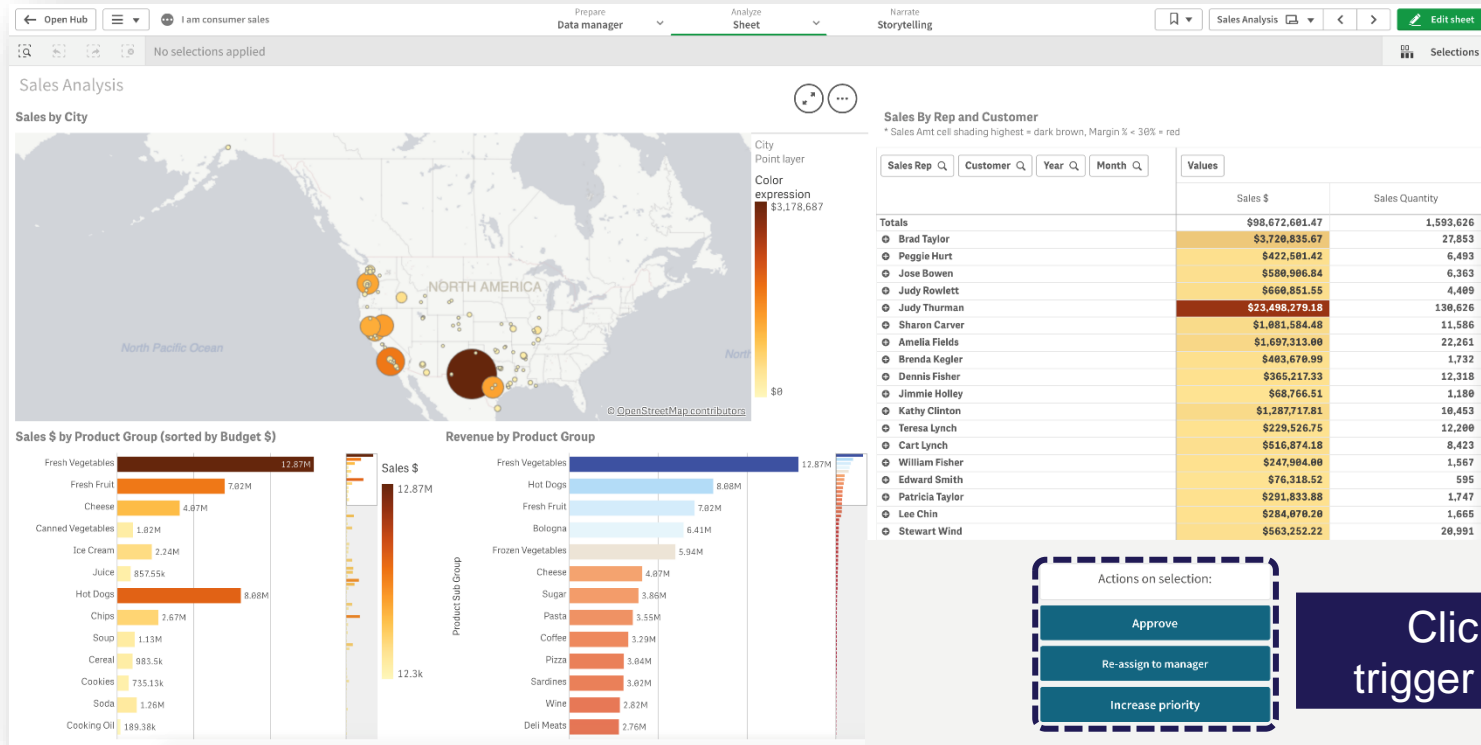 Open Hub
I am consumer sales
Prepare
Data manager
Analyze
Sheet
Narrate
Storytelling
Sales Analysis
Edit sheet
No selections applied
Selections
Sales Analysis
Sales by City
NORTH AMERICA
North Pacific Ocean
North
© OpenStreetMap contributors
City
Point layer
Color
expression
$3,178,687
$0
Sales $ by Product Group (sorted by Budget $)
Fresh Vegetables 12.87M
Fresh Fruit 7.02M
Cheese 4.07M
Canned Vegetables 1.02M
Ice Cream 2.24M
Juice 857.55k
Hot Dogs 8.08M
Chips 2.67M
Soup 1.13M
Cereal 983.5k
Cookies 735.13k
Soda 1.26M
Cooking Oil 189.38k
Sales $
12.87M
12.3k
Revenue by Product Group
Product Sub Group
Fresh Vegetables 12.87M
Hot Dogs 8.08M
Fresh Fruit 7.02M
Bologna 6.41M
Frozen Vegetables 5.94M
Cheese 4.07M
Sugar 3.86M
Pasta 3.55M
Coffee 3.29M
Pizza 3.04M
Sardines 3.02M
Wine 2.82M
Deli Meats 2.76M
Sales By Rep and Customer
* Sales Amt cell shading highest = dark brown, Margin % < 30% = red
Sales Rep Customer Year Month Values
Sales $ Sales Quantity
Totals $98,672,601.47 1,593,626
Brad Taylor $3,720,835.67 27,853
Peggie Hurt $422,501.42 6,493
Jose Bowen $580,906.84 6,363
Judy Rowlett $660,851.55 4,409
Judy Thurman $23,498,279.18 130,626
Sharon Carver $1,081,584.48 11,586
Amelia Fields $1,697,313.00 22,261
Brenda Kegler $403,670.99 1,732
Dennis Fisher $365,217.33 12,318
Jimmie Holley $68,766.51 1,180
Kathy Clinton $1,287,717.81 10,453
Teresa Lynch $229,526.75 12,200
Cart Lynch $516,874.18 8,423
William Fisher $247,904.00 1,567
Edward Smith $76,318.52 595
Patricia Taylor $291,833.88 1,747
Lee Chin $284,070.20 1,665
Stewart Wind $563,252.22 20,991
Actions on selection:
Approve
Re-assign to manager
Increase priority
Clic
trigger